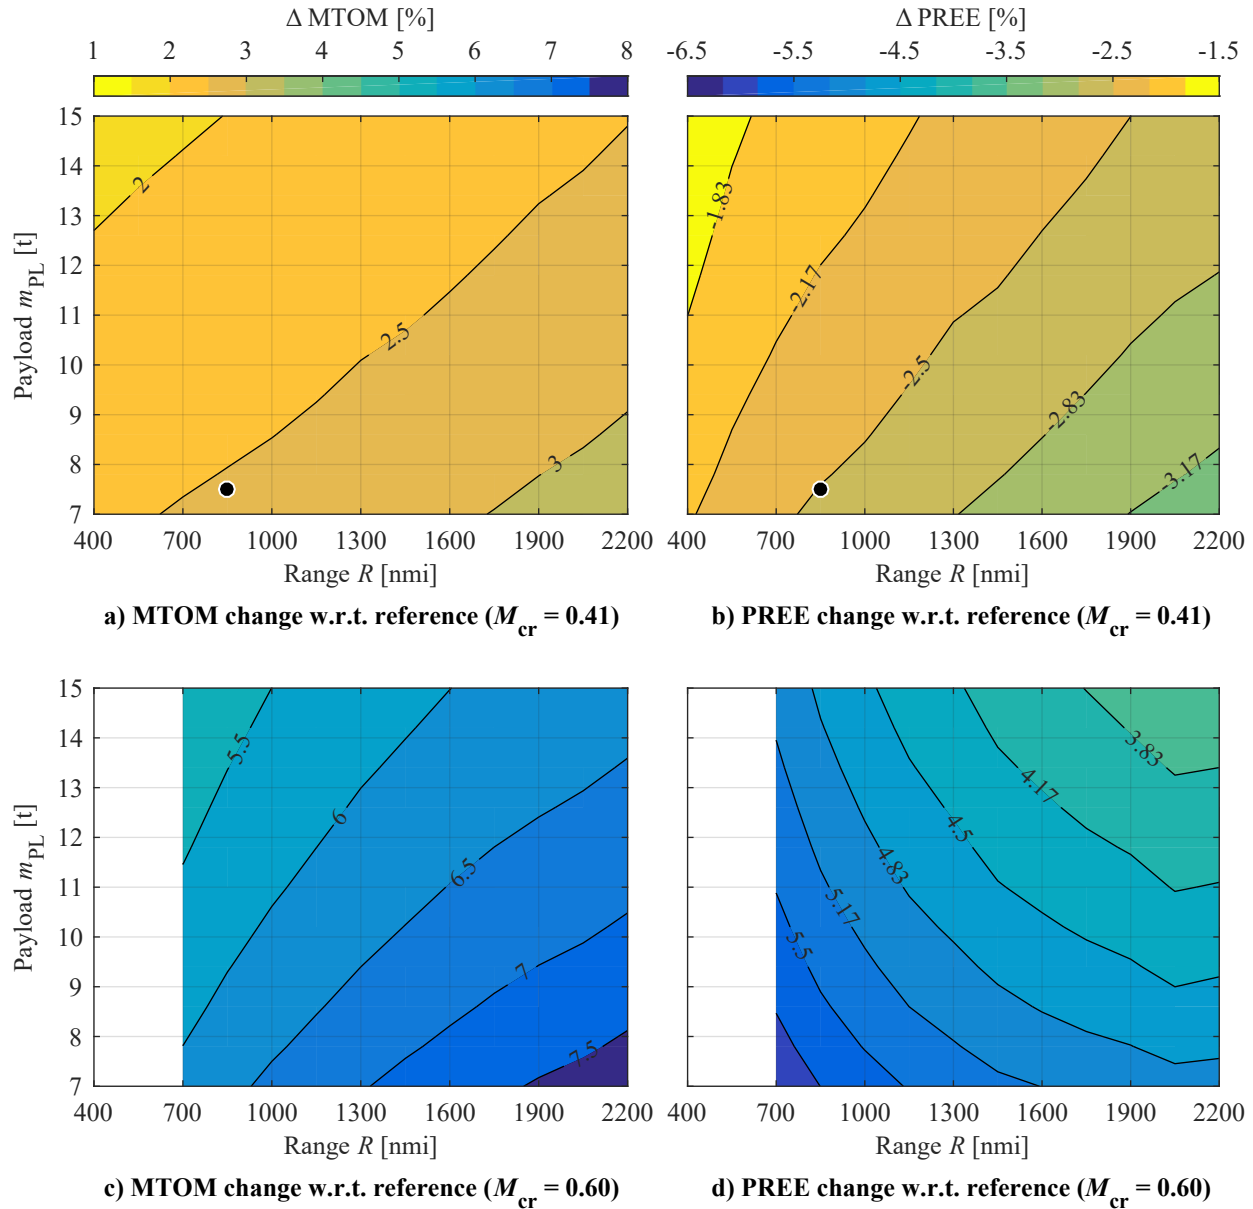 Δ MTOM [%]
1 2 3 4 5 6 7 8
Δ PREE [%]
-6.5 -5.5 -4.5 -3.5 -2.5 -1.5
15
14
13
12
11
10
9
8
7
Payload mPL [t]
2
2.5
3
400 700 1000 1300 1600 1900 2200
Range R [nmi]
a) MTOM change w.r.t. reference (Mcr = 0.41)
-1.83
-2.17
-2.5
-2.83
-3.17
400 700 1000 1300 1600 1900 2200
Range R [nmi]
b) PREE change w.r.t. reference (Mcr = 0.41)
15
14
13
12
11
10
9
8
7
Payload mPL [t]
5.5
6
6.5
7
7.5
400 700 1000 1300 1600 1900 2200
Range R [nmi]
c) MTOM change w.r.t. reference (Mcr = 0.60)
3.83
4.17
4.5
4.83
5.17
5.5
400 700 1000 1300 1600 1900 2200
Range R [nmi]
d) PREE change w.r.t. reference (Mcr = 0.60)